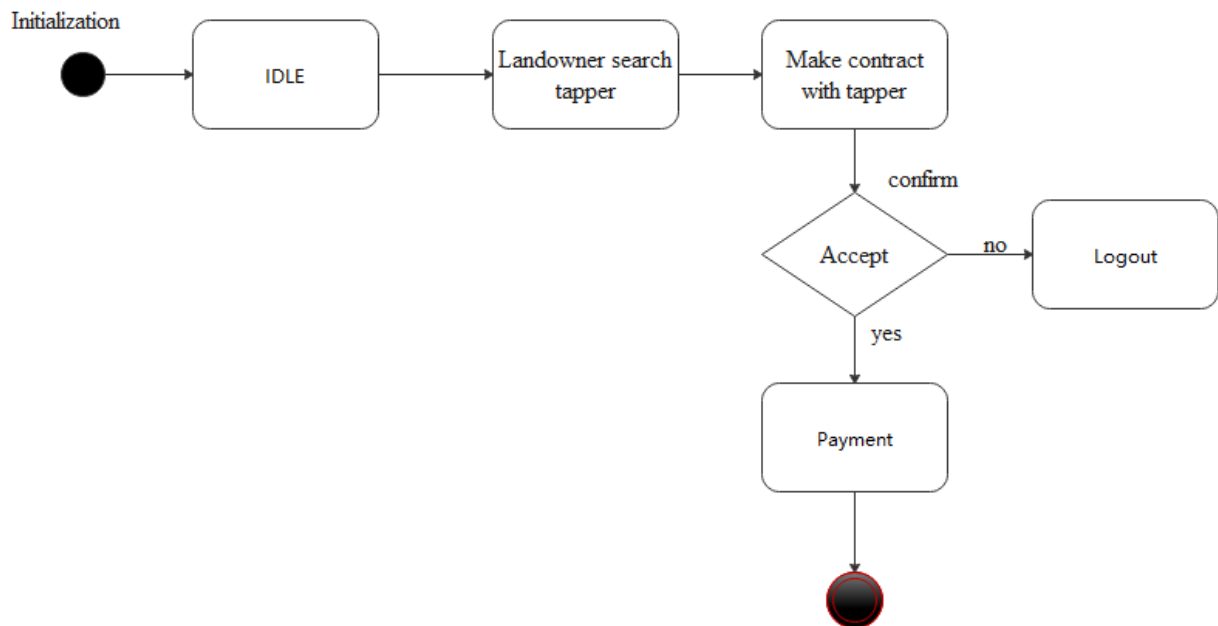 Initialization
IDLE
Landowner search
tapper
Make contract
with tapper
confirm
Accept
no
Logout
yes
Payment